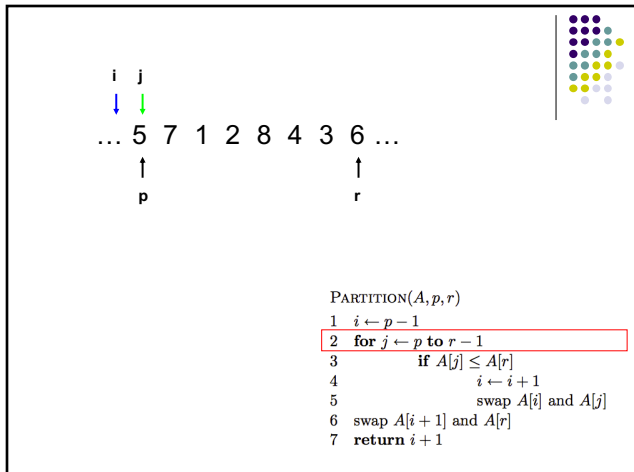 i j
… 5 7 1 2 8 4 3 6 …
p r
PARTITION(A, p, r)
1 i ← p − 1
2 for j ← p to r − 1
3 if A[j] ≤ A[r]
4 i ← i + 1
5 swap A[i] and A[j]
6 swap A[i + 1] and A[r]
7 return i + 1